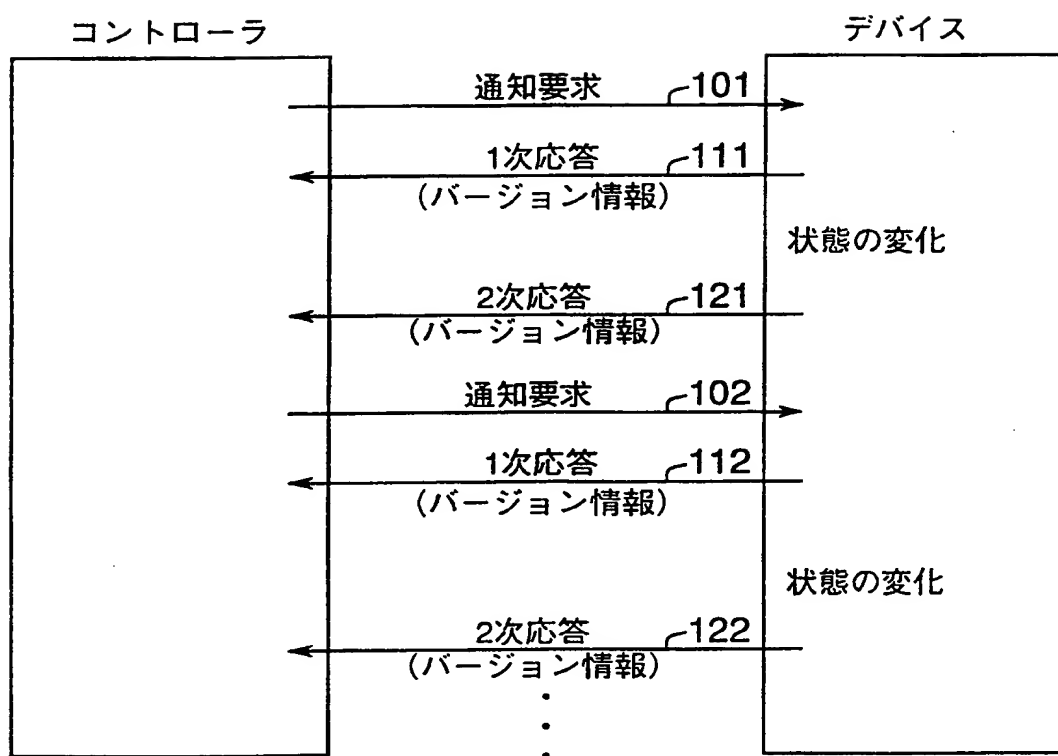 コントローラ
デバイス
通知要求
101
1次応答
111
(バージョン情報)
状態の変化
2次応答
121
(バージョン情報)
通知要求
102
1次応答
112
(バージョン情報)
状態の変化
2次応答
122
(バージョン情報)